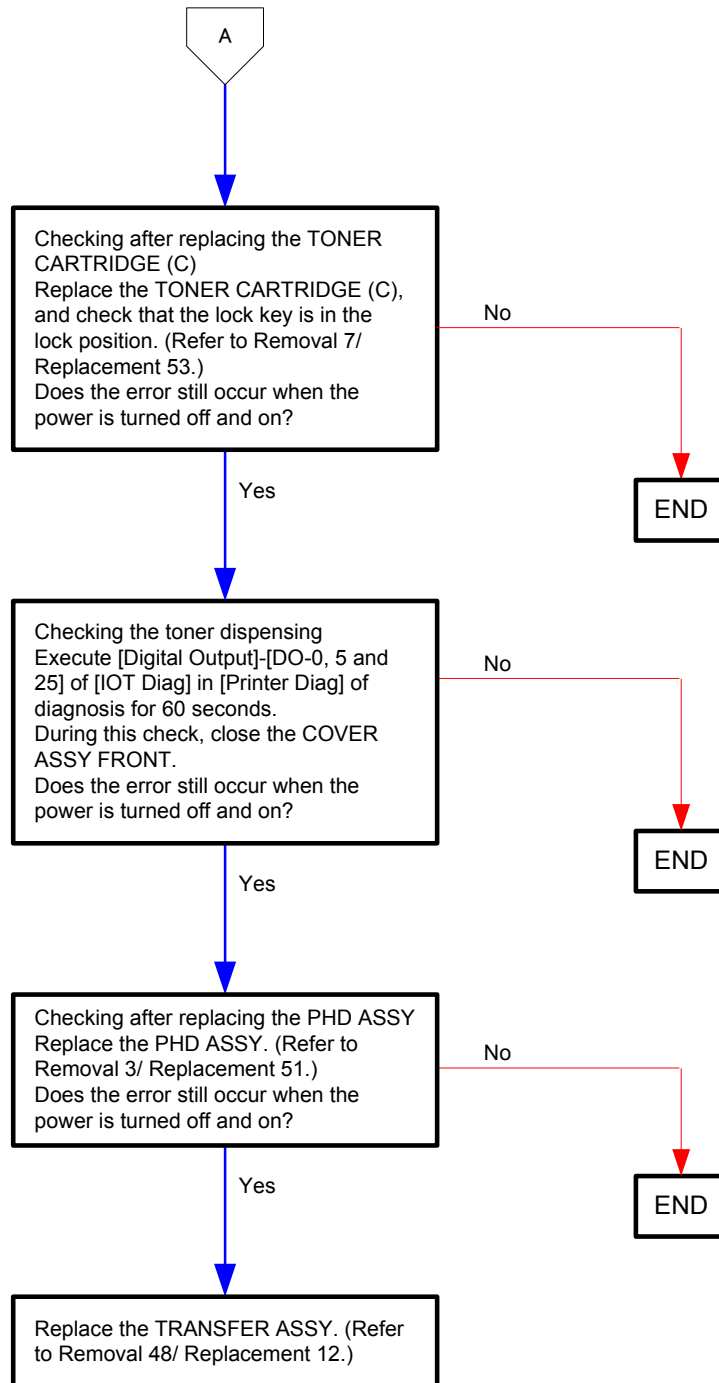 A
Checking after replacing the TONER
CARTRIDGE (C)
Replace the TONER CARTRIDGE (C),
and check that the lock key is in the
lock position. (Refer to Removal 7/
Replacement 53.)
Does the error still occur when the
power is turned off and on?
No
END
Yes
Checking the toner dispensing
Execute [Digital Output]-[DO-0, 5 and
25] of [IOT Diag] in [Printer Diag] of
diagnosis for 60 seconds.
During this check, close the COVER
ASSY FRONT.
Does the error still occur when the
power is turned off and on?
No
END
Yes
Checking after replacing the PHD ASSY
Replace the PHD ASSY. (Refer to
Removal 3/ Replacement 51.)
Does the error still occur when the
power is turned off and on?
No
END
Yes
Replace the TRANSFER ASSY. (Refer
to Removal 48/ Replacement 12.)